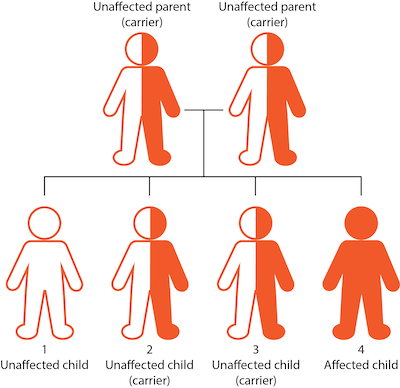 Unaffected parent
(carrier)
Unaffected parent
(carrier)
1
Unaffected child
2
Unaffected child
(carrier)
3
Unaffected child
(carrier)
4
Affected child